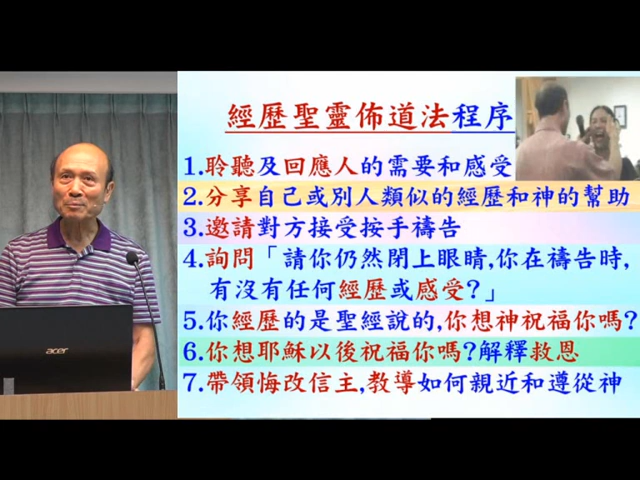 經歷聖靈佈道法程序
1.聆聽及回應人的需要和感受
2.分享自己或別人類似的經歷和神的幫助
3.邀請對方接受按手禱告
4.詢問「請你仍然閉上眼睛,你在禱告時,
有沒有任何經歷或感受?」
5.你經歷的是聖經說的,你想神祝福你嗎?
6.你想耶穌以後祝福你嗎?解釋救恩
7.帶領悔改信主,教導如何親近和遵從神
acer